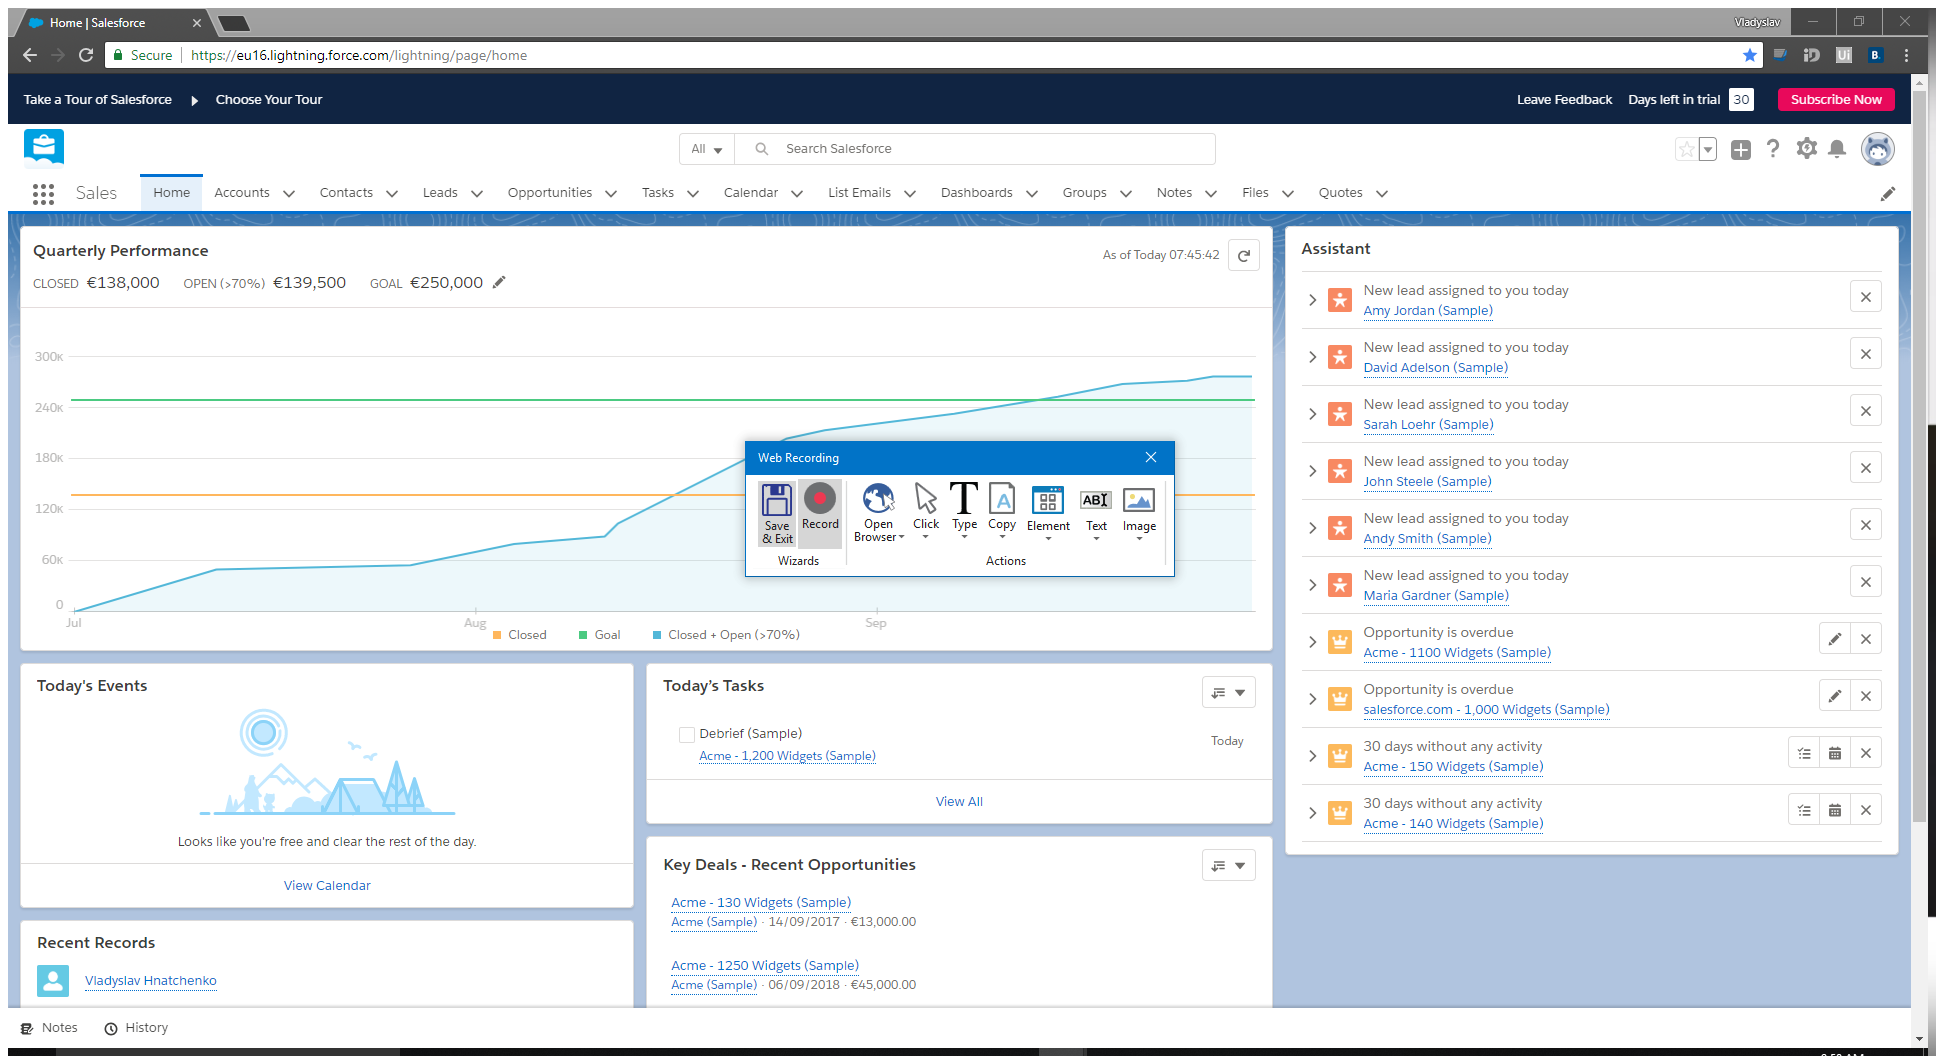 Home | Salesforce
Vladyslav
Secure https://eu16.lightning.force.com/lightning/page/home
Take a Tour of Salesforce Choose Your Tour Leave Feedback Days left in trial 30 Subscribe Now
All Search Salesforce
Sales Home Accounts Contacts Leads Opportunities Tasks Calendar List Emails Dashboards Groups Notes Files Quotes
Quarterly Performance
As of Today 07:45:42
CLOSED €138,000 OPEN (>70%) €139,500 GOAL €250,000
300K
240K
180K
120K
60K
0
Jul Aug Sep
Closed Goal Closed + Open (>70%)
Web Recording
Save & Exit
Record
Open Browser
Click
Type
Copy
Element
Text
Image
Wizards Actions
Today's Events
Looks like you're free and clear the rest of the day.
View Calendar
Recent Records
Vladyslav Hnatchenko
Today's Tasks
Debrief (Sample)
Acme - 1,200 Widgets (Sample)
Today
View All
Key Deals - Recent Opportunities
Acme - 130 Widgets (Sample)
Acme (Sample) · 14/09/2017 · €13,000.00
Acme - 1250 Widgets (Sample)
Acme (Sample) · 06/09/2018 · €45,000.00
Assistant
New lead assigned to you today
Amy Jordan (Sample)
New lead assigned to you today
David Adelson (Sample)
New lead assigned to you today
Sarah Loehr (Sample)
New lead assigned to you today
John Steele (Sample)
New lead assigned to you today
Andy Smith (Sample)
New lead assigned to you today
Maria Gardner (Sample)
Opportunity is overdue
Acme - 1100 Widgets (Sample)
Opportunity is overdue
salesforce.com - 1,000 Widgets (Sample)
30 days without any activity
Acme - 150 Widgets (Sample)
30 days without any activity
Acme - 140 Widgets (Sample)
Notes History